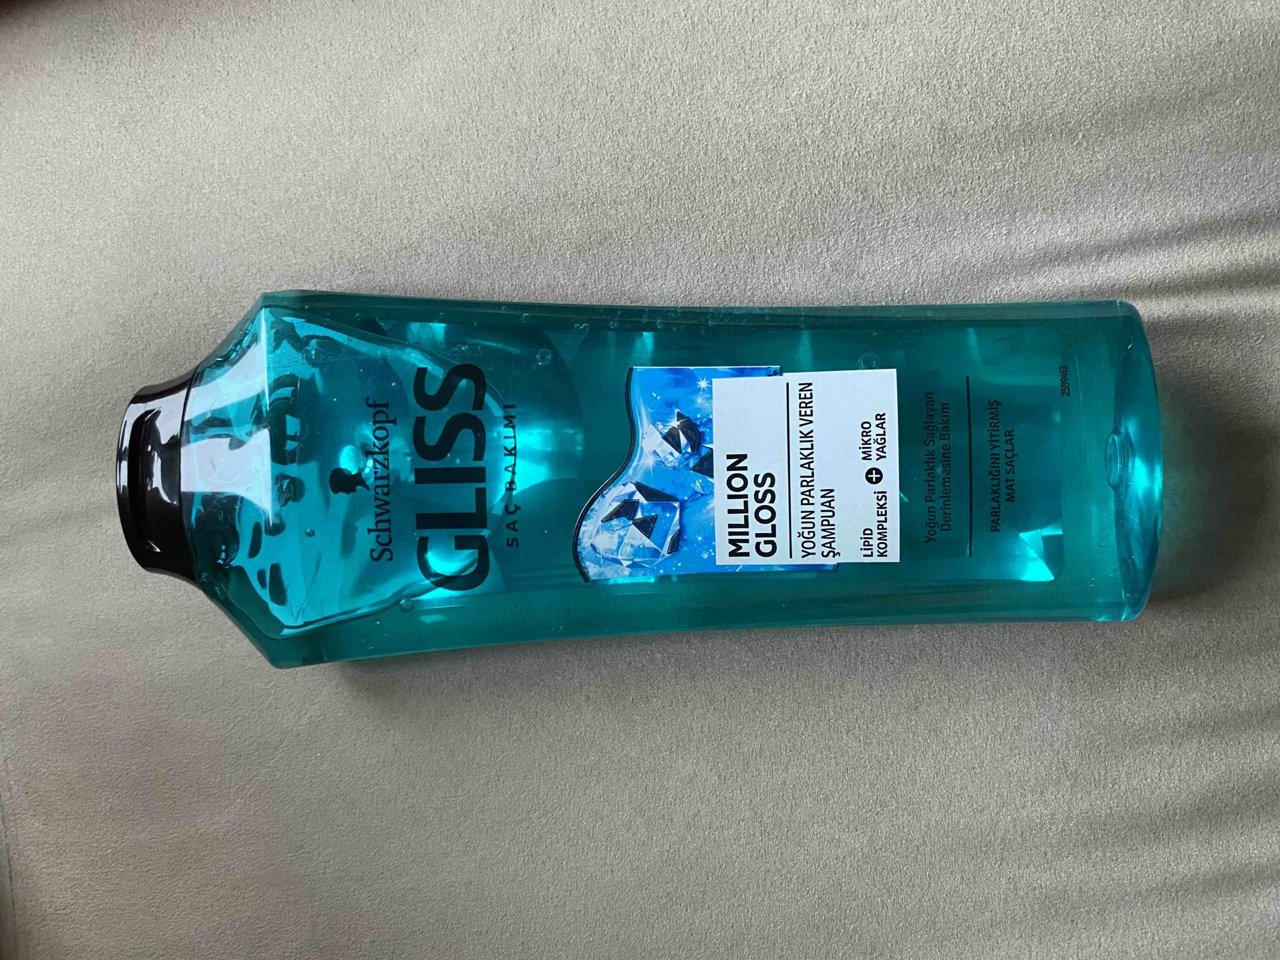 Schwarzkopf
GLISS
SAÇ BAKIMI
MILLION
GLOSS
YOĞUN PARLAKLIK VEREN
ŞAMPUAN
LİPİD
KOMPLEKSİ + MİKRO
YAĞLAR
Yoğun Parlaklık Sağlayan
Derinlemesine Bakım
PARLAKLIĞINI YİTİRMİŞ
MAT SAÇLAR
2589463